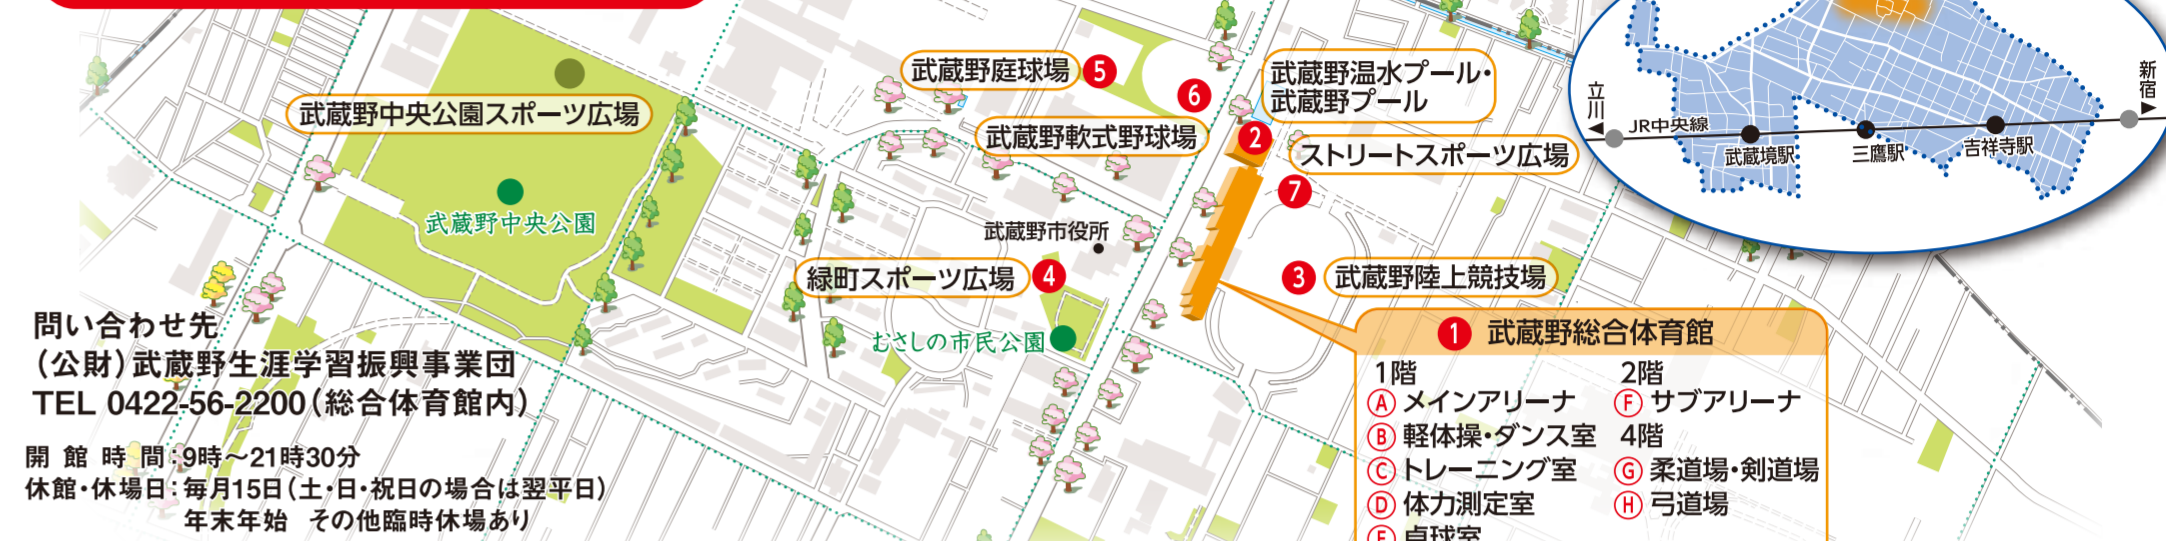 武蔵野中央公園スポーツ広場
武蔵野中央公園
武蔵野庭球場 5
6
武蔵野軟式野球場
武蔵野温水プール・
武蔵野プール
2
ストリートスポーツ広場
7
武蔵野市役所
緑町スポーツ広場 4
むさしの市民公園
3 武蔵野陸上競技場
1 武蔵野総合体育館
1階
Ⓐ メインアリーナ
Ⓑ 軽体操・ダンス室
Ⓒ トレーニング室
Ⓓ 体力測定室
Ⓔ 卓球室
2階
Ⓕ サブアリーナ
4階
Ⓖ 柔道場・剣道場
Ⓗ 弓道場
立川
JR中央線
武蔵境駅
三鷹駅
吉祥寺駅
新宿
問い合わせ先
(公財)武蔵野生涯学習振興事業団
TEL 0422-56-2200(総合体育館内)
開館時間:9時〜21時30分
休館・休場日:毎月15日(土・日・祝日の場合は翌平日)
年末年始 その他臨時休場あり